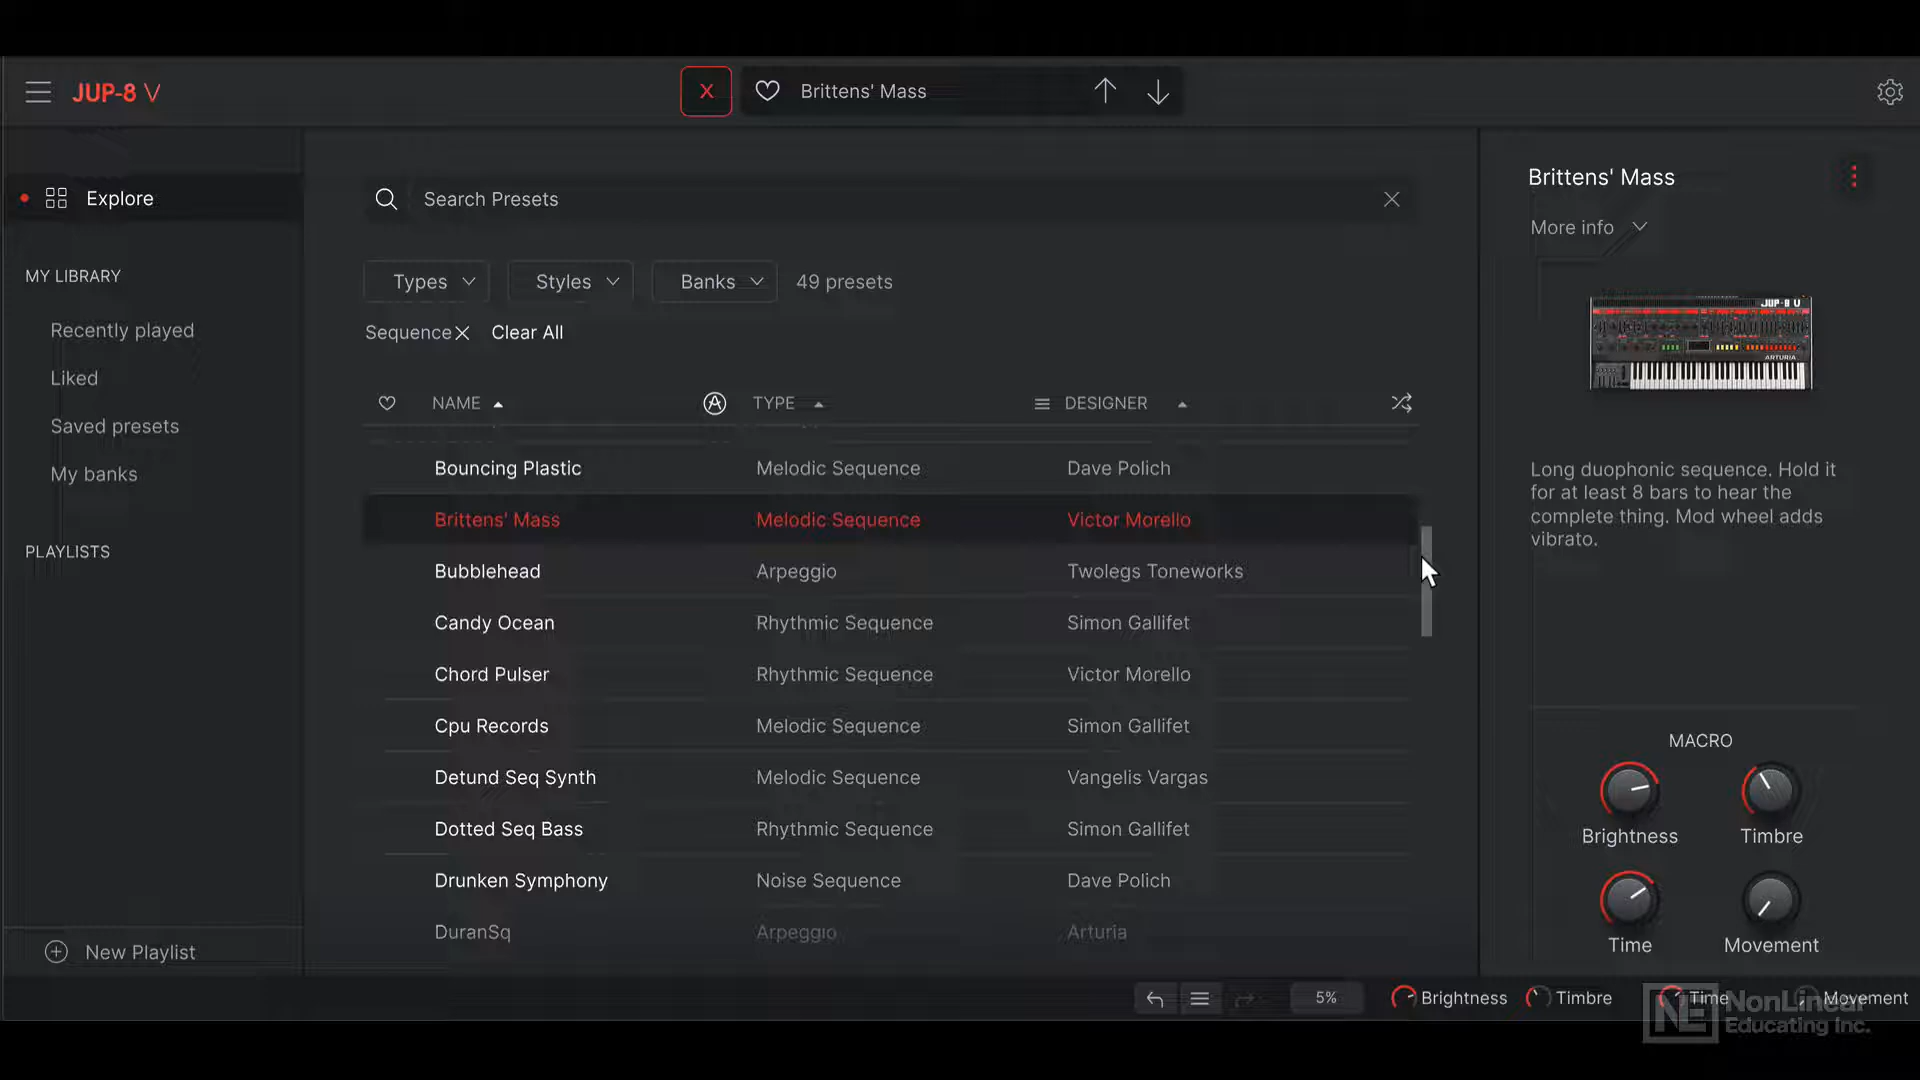 JUP-8 V
X
Brittens' Mass
Explore
MY LIBRARY
Recently played
Liked
Saved presets
My banks
PLAYLISTS
New Playlist
Search Presets
Types
Styles
Banks
49 presets
Sequence
Clear All
NAME
TYPE
DESIGNER
Bouncing Plastic Melodic Sequence Dave Polich
Brittens' Mass Melodic Sequence Victor Morello
Bubblehead Arpeggio Twolegs Toneworks
Candy Ocean Rhythmic Sequence Simon Gallifet
Chord Pulser Rhythmic Sequence Victor Morello
Cpu Records Melodic Sequence Simon Gallifet
Detund Seq Synth Melodic Sequence Vangelis Vargas
Dotted Seq Bass Rhythmic Sequence Simon Gallifet
Drunken Symphony Noise Sequence Dave Polich
DuranSq Arpeggio Arturia
Brittens' Mass
More info
JUP-8 V
ARTURIA
Long duophonic sequence. Hold it
for at least 8 bars to hear the
complete thing. Mod wheel adds
vibrato.
MACRO
Brightness
Timbre
Time
Movement
5%
Brightness
Timbre
Time
Movement
NE
NonLinear
Educating Inc.